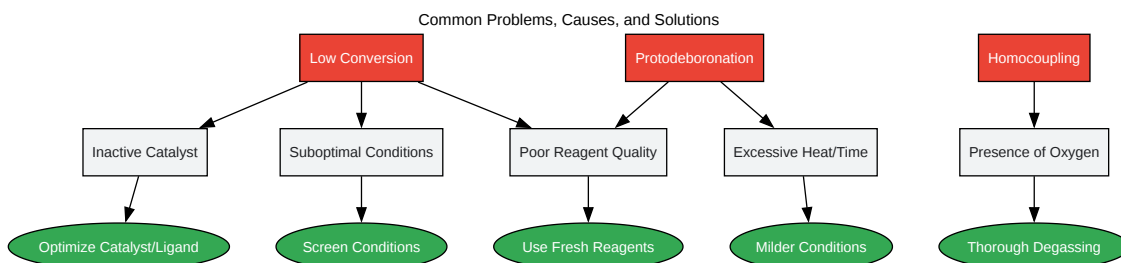 Common Problems, Causes, and Solutions
Low Conversion
Protodeboronation
Homocoupling
Inactive Catalyst
Suboptimal Conditions
Poor Reagent Quality
Excessive Heat/Time
Presence of Oxygen
Optimize Catalyst/Ligand
Screen Conditions
Use Fresh Reagents
Milder Conditions
Thorough Degassing